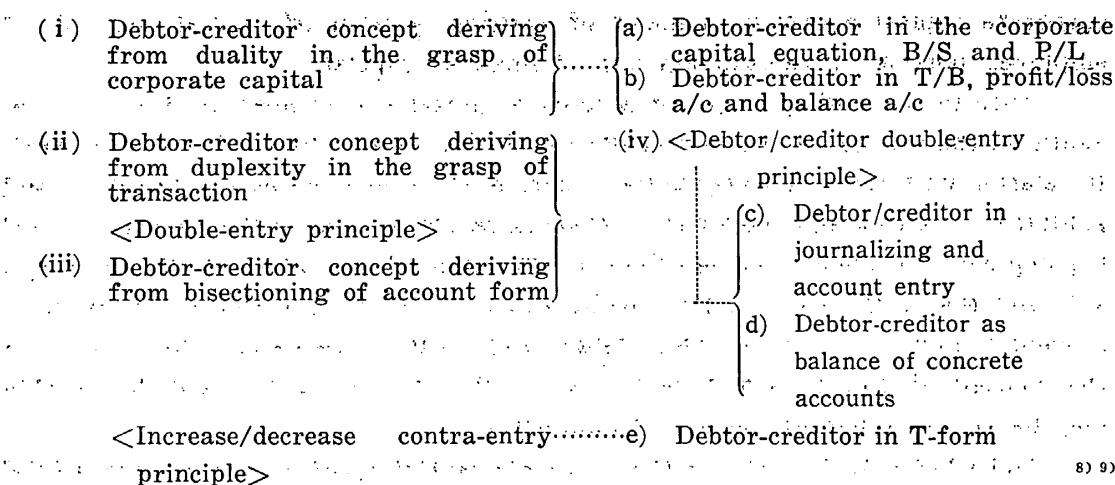 (i) Debtor-creditor concept deriving from duality in the grasp of corporate capital
a) Debtor-creditor in the corporate capital equation, B/S and P/L
b) Debtor-creditor in T/B, profit/loss a/c and balance a/c
(ii) Debtor-creditor concept deriving from duplexity in the grasp of transaction
<Double-entry principle>
(iii) Debtor-creditor concept deriving from bisectioning of account form
(iv) <Debtor/creditor double-entry principle>
c) Debtor/creditor in journalizing and account entry
d) Debtor-creditor as balance of concrete accounts
<Increase/decrease contra-entry principle>
e) Debtor-creditor in T-form
8) 9)